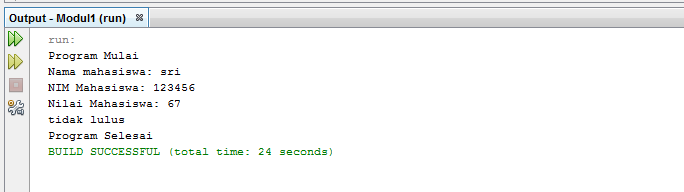 Output - Modul1 (run)
run:
Program Mulai
Nama mahasiswa: sri
NIM Mahasiswa: 123456
Nilai Mahasiswa: 67
tidak lulus
Program Selesai
BUILD SUCCESSFUL (total time: 24 seconds)